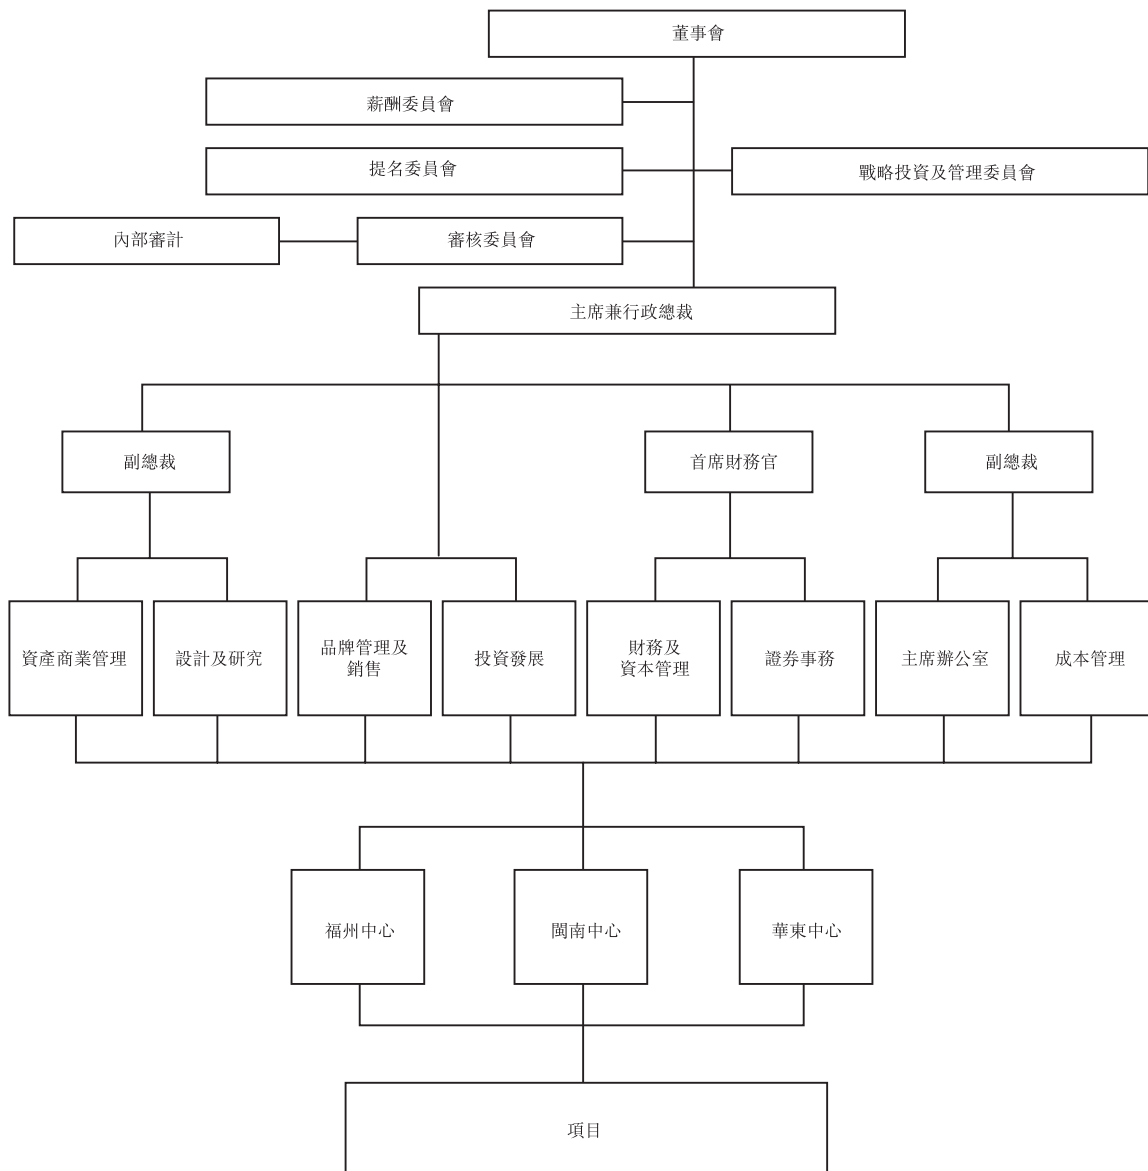 董事會
薪酬委員會
提名委員會
戰略投資及管理委員會
內部審計
審核委員會
主席兼行政總裁
副總裁
首席財務官
副總裁
資產商業管理
設計及研究
品牌管理及
銷售
投資發展
財務及
資本管理
證券事務
主席辦公室
成本管理
福州中心
閩南中心
華東中心
項目